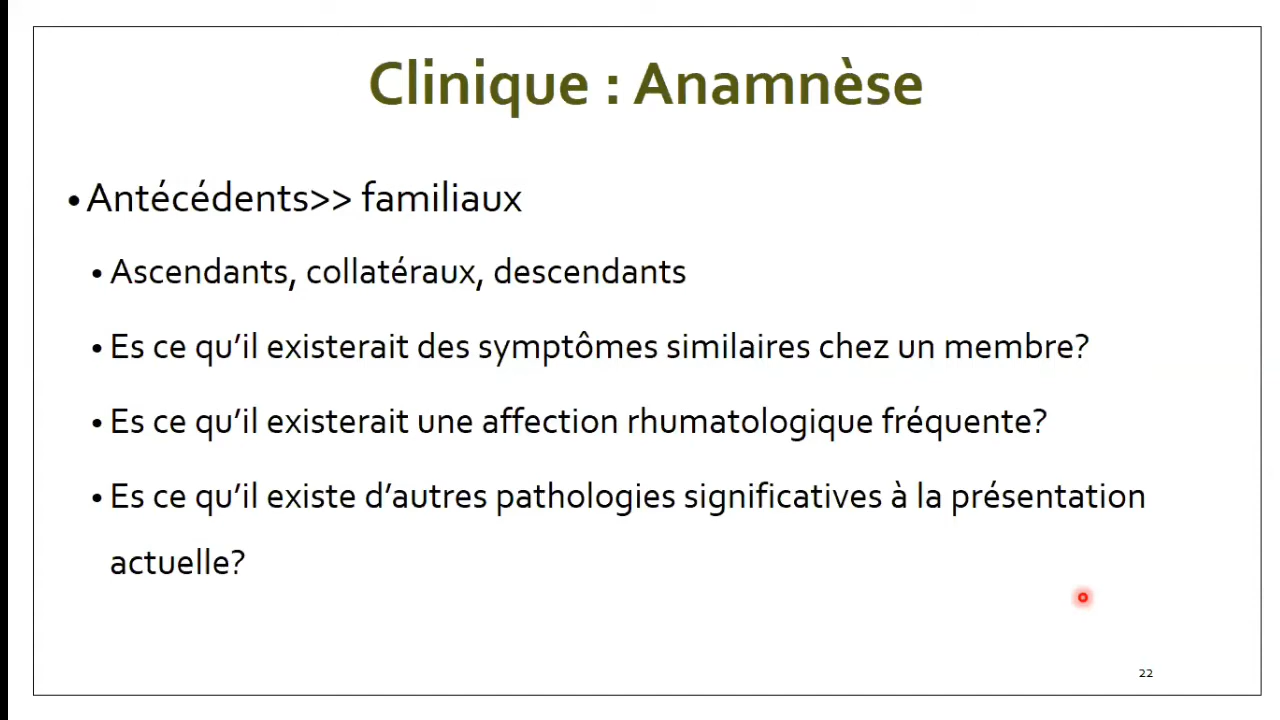 Clinique : Anamnèse
• Antécédents>> familiaux
• Ascendants, collatéraux, descendants
• Es ce qu’il existerait des symptômes similaires chez un membre?
• Es ce qu’il existerait une affection rhumatologique fréquente?
• Es ce qu’il existe d’autres pathologies significatives à la présentation
actuelle?
22